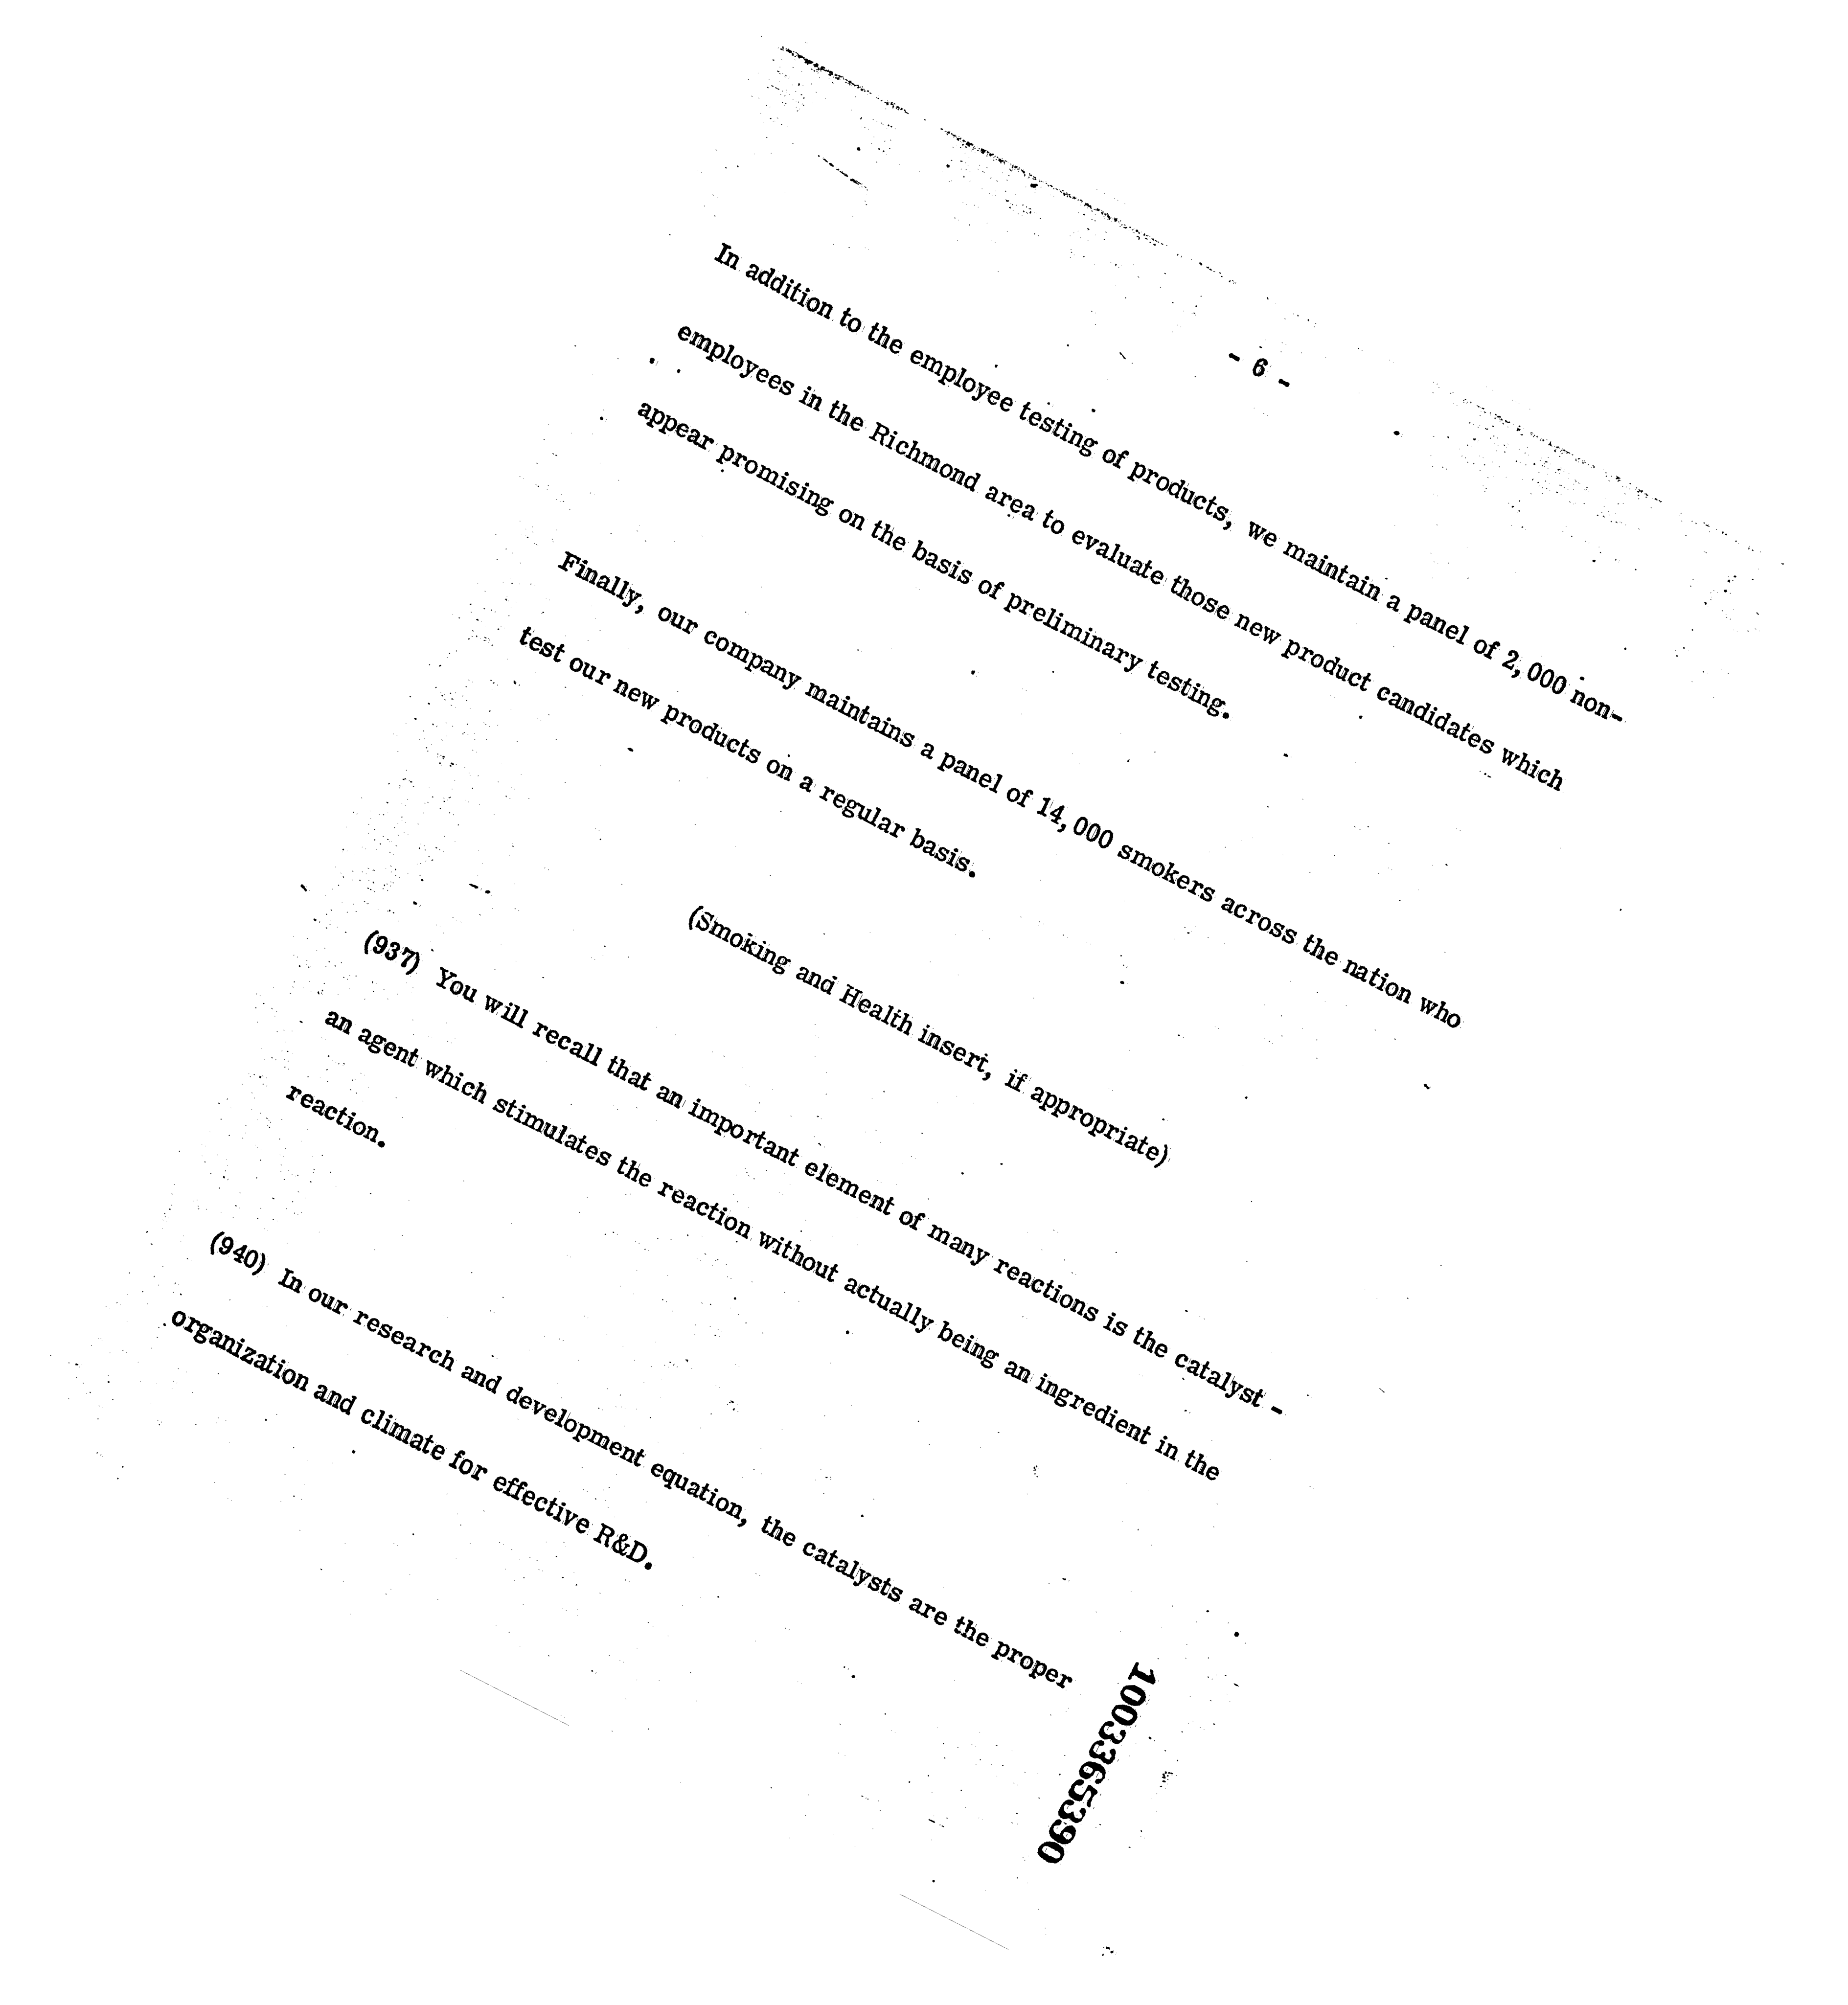 - 6 -
In addition to the employee testing of products, we maintain a panel of 2,000 non-
employees in the Richmond area to evaluate those new product candidates which
appear promising on the basis of preliminary testing.
Finally, our company maintains a panel of 14,000 smokers across the nation who
test our new products on a regular basis.
(Smoking and Health insert, if appropriate)
(937) You will recall that an important element of many reactions is the catalyst -
an agent which stimulates the reaction without actually being an ingredient in the
reaction.
(940) In our research and development equation, the catalysts are the proper
organization and climate for effective R&D.
1003365390